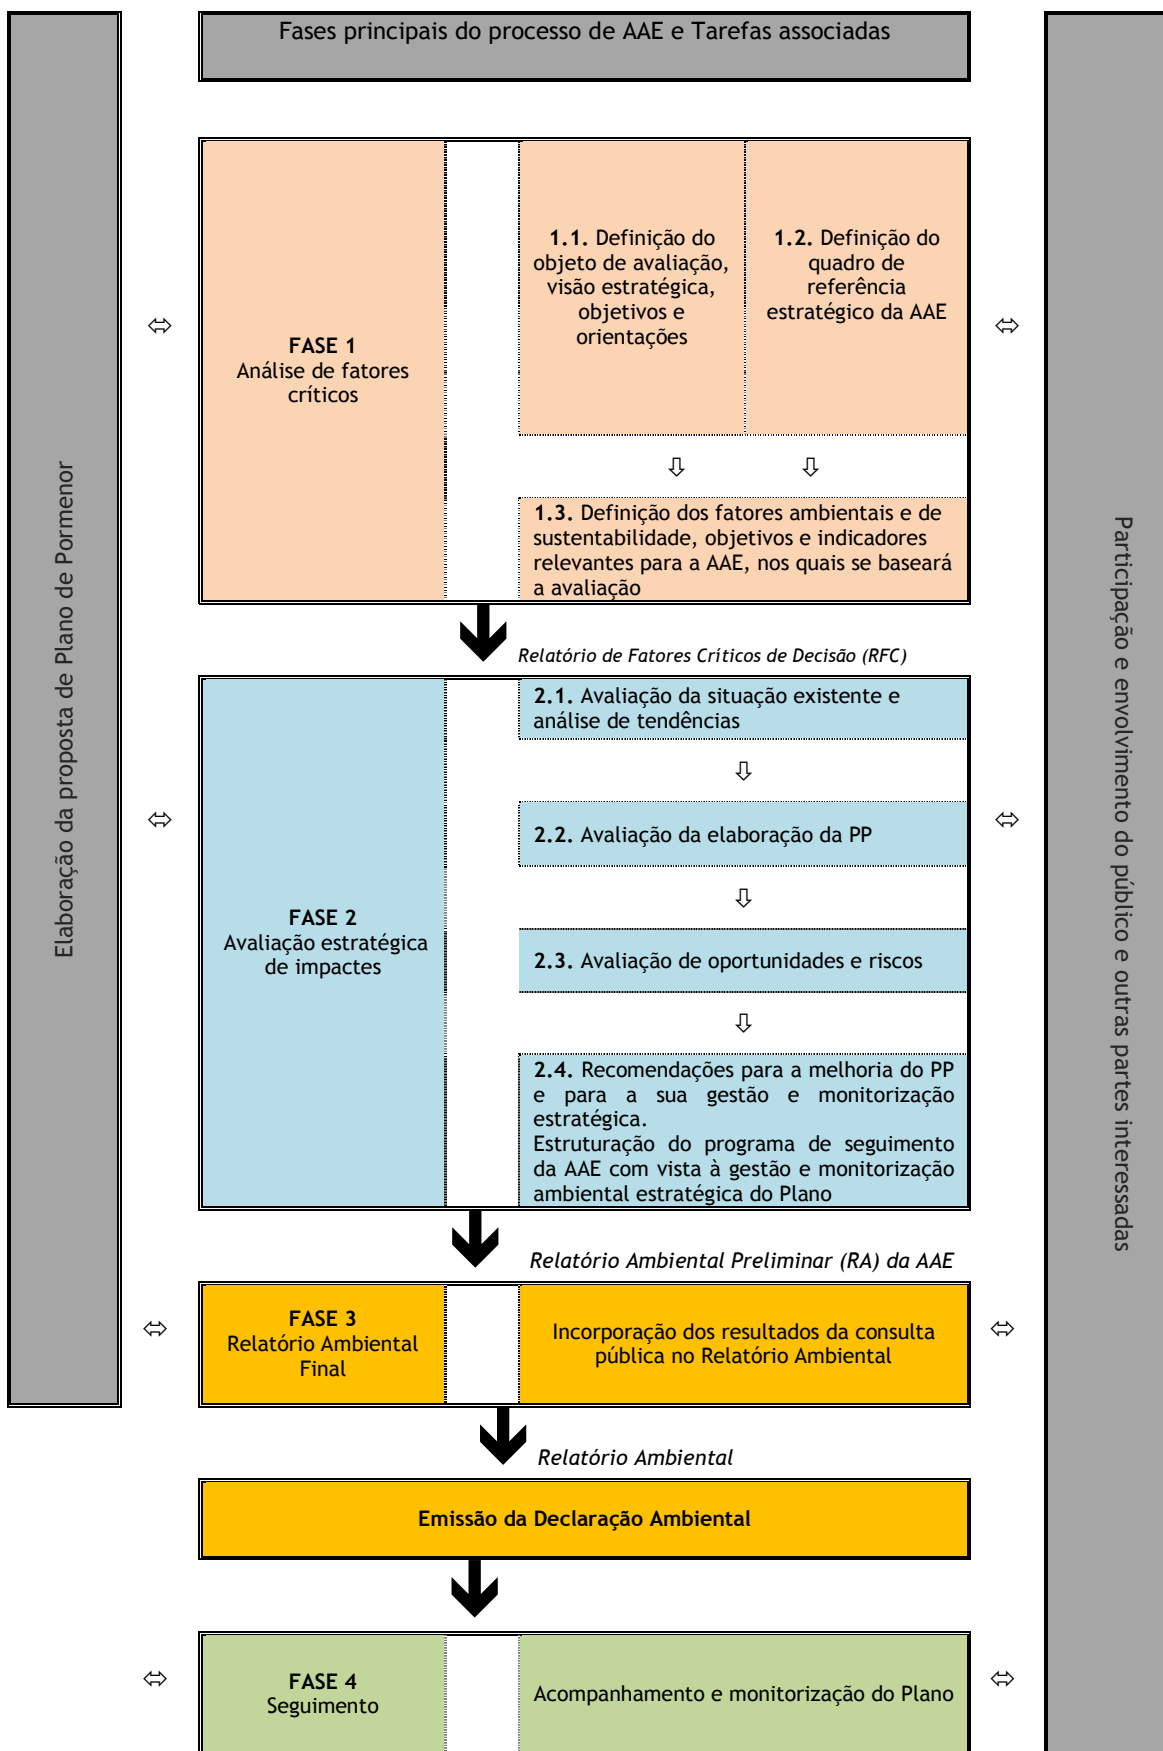 Fases principais do processo de AAE e Tarefas associadas
Elaboração da proposta de Plano de Pormenor
Participação e envolvimento do público e outras partes interessadas
FASE 1
Análise de fatores
críticos
1.1. Definição do
objeto de avaliação,
visão estratégica,
objetivos e
orientações
1.2. Definição do
quadro de
referência
estratégico da AAE
1.3. Definição dos fatores ambientais e de
sustentabilidade, objetivos e indicadores
relevantes para a AAE, nos quais se baseará
a avaliação
Relatório de Fatores Críticos de Decisão (RFC)
FASE 2
Avaliação estratégica
de impactes
2.1. Avaliação da situação existente e
análise de tendências
2.2. Avaliação da elaboração da PP
2.3. Avaliação de oportunidades e riscos
2.4. Recomendações para a melhoria do PP
e para a sua gestão e monitorização
estratégica.
Estruturação do programa de seguimento
da AAE com vista à gestão e monitorização
ambiental estratégica do Plano
Relatório Ambiental Preliminar (RA) da AAE
FASE 3
Relatório Ambiental
Final
Incorporação dos resultados da consulta
pública no Relatório Ambiental
Relatório Ambiental
Emissão da Declaração Ambiental
FASE 4
Seguimento
Acompanhamento e monitorização do Plano